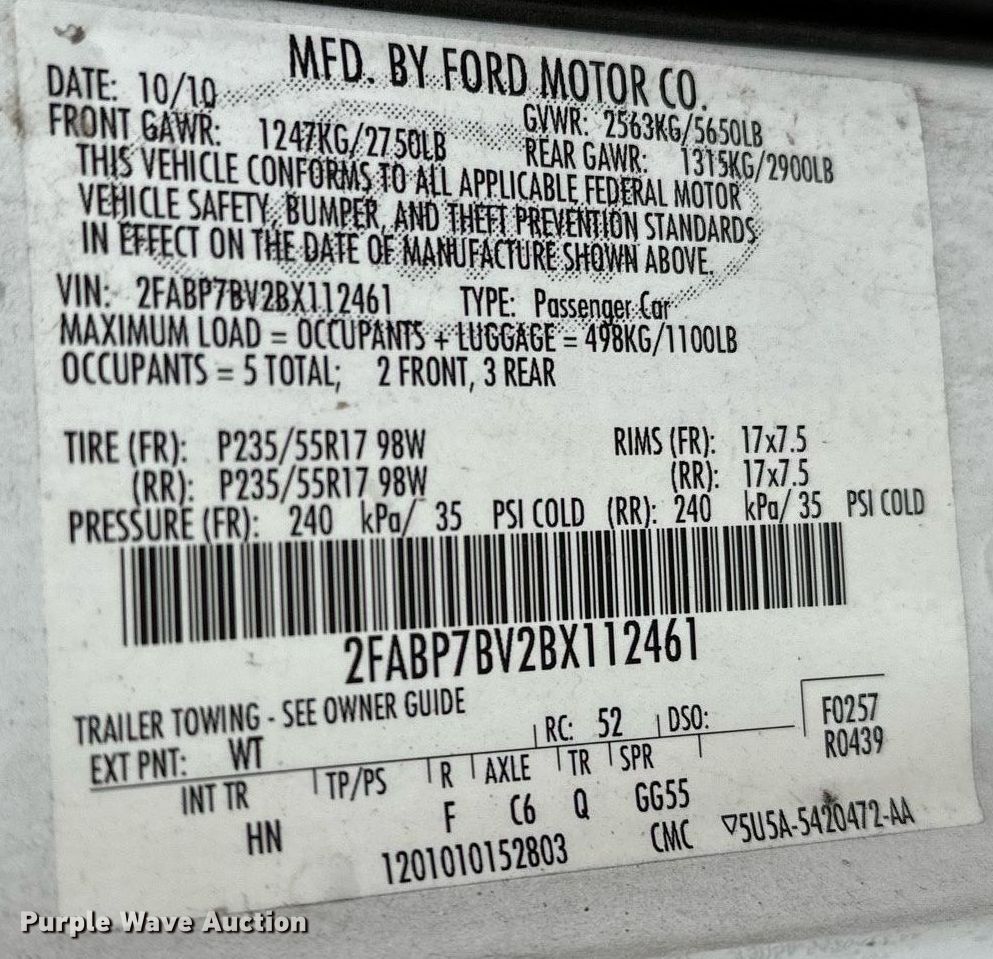 MFD. BY FORD MOTOR CO.
DATE: 10/10 GVWR: 2563KG/5650LB
FRONT GAWR: 1247KG/2750LB REAR GAWR: 1315KG/2900LB
THIS VEHICLE CONFORMS TO ALL APPLICABLE FEDERAL MOTOR
VEHICLE SAFETY, BUMPER, AND THEFT PREVENTION STANDARDS
IN EFFECT ON THE DATE OF MANUFACTURE SHOWN ABOVE.
VIN: 2FABP7BV2BX112461 TYPE: Passenger Car
MAXIMUM LOAD = OCCUPANTS + LUGGAGE = 498KG/1100LB
OCCUPANTS = 5 TOTAL; 2 FRONT, 3 REAR
TIRE (FR): P235/55R17 98W RIMS (FR): 17x7.5
(RR): P235/55R17 98W (RR): 17x7.5
PRESSURE (FR): 240 kPa/ 35 PSI COLD (RR): 240 kPa/ 35 PSI COLD
2FABP7BV2BX112461
TRAILER TOWING - SEE OWNER GUIDE
EXT PNT: WT RC: 52 DSO: F0257
R0439
INT TR TP/PS R AXLE TR SPR
HN F C6 Q GG55
1201010152803 CMC ▽5U5A-5420472-AA
Purple Wave Auction